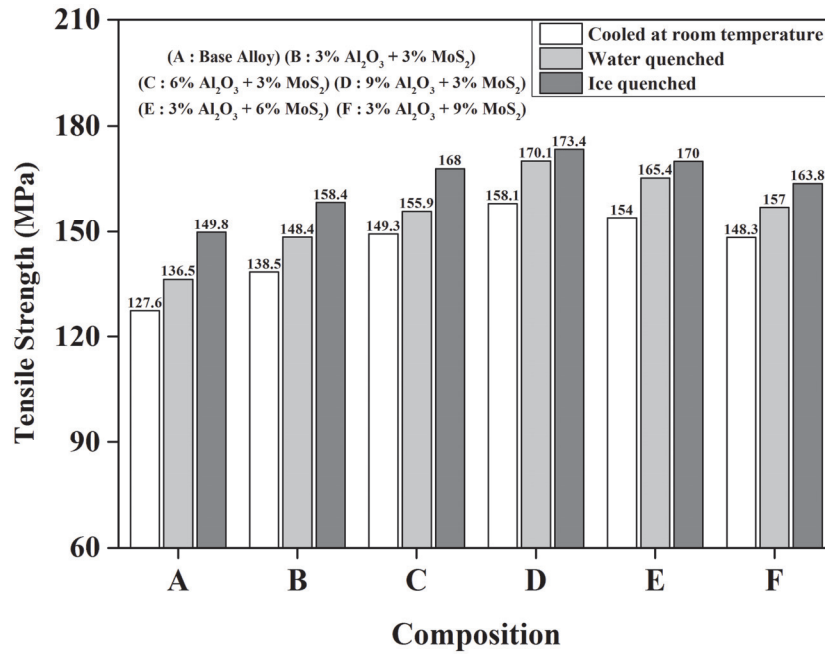 210
180
150
120
90
60
Tensile Strength (MPa)
(A : Base Alloy) (B : 3% Al₂O₃ + 3% MoS₂)
(C : 6% Al₂O₃ + 3% MoS₂) (D : 9% Al₂O₃ + 3% MoS₂)
(E : 3% Al₂O₃ + 6% MoS₂) (F : 3% Al₂O₃ + 9% MoS₂)
Cooled at room temperature
Water quenched
Ice quenched
127.6 136.5 149.8
138.5 148.4 158.4
149.3 155.9 168
158.1 170.1 173.4
154 165.4 170
148.3 157 163.8
A B C D E F
Composition